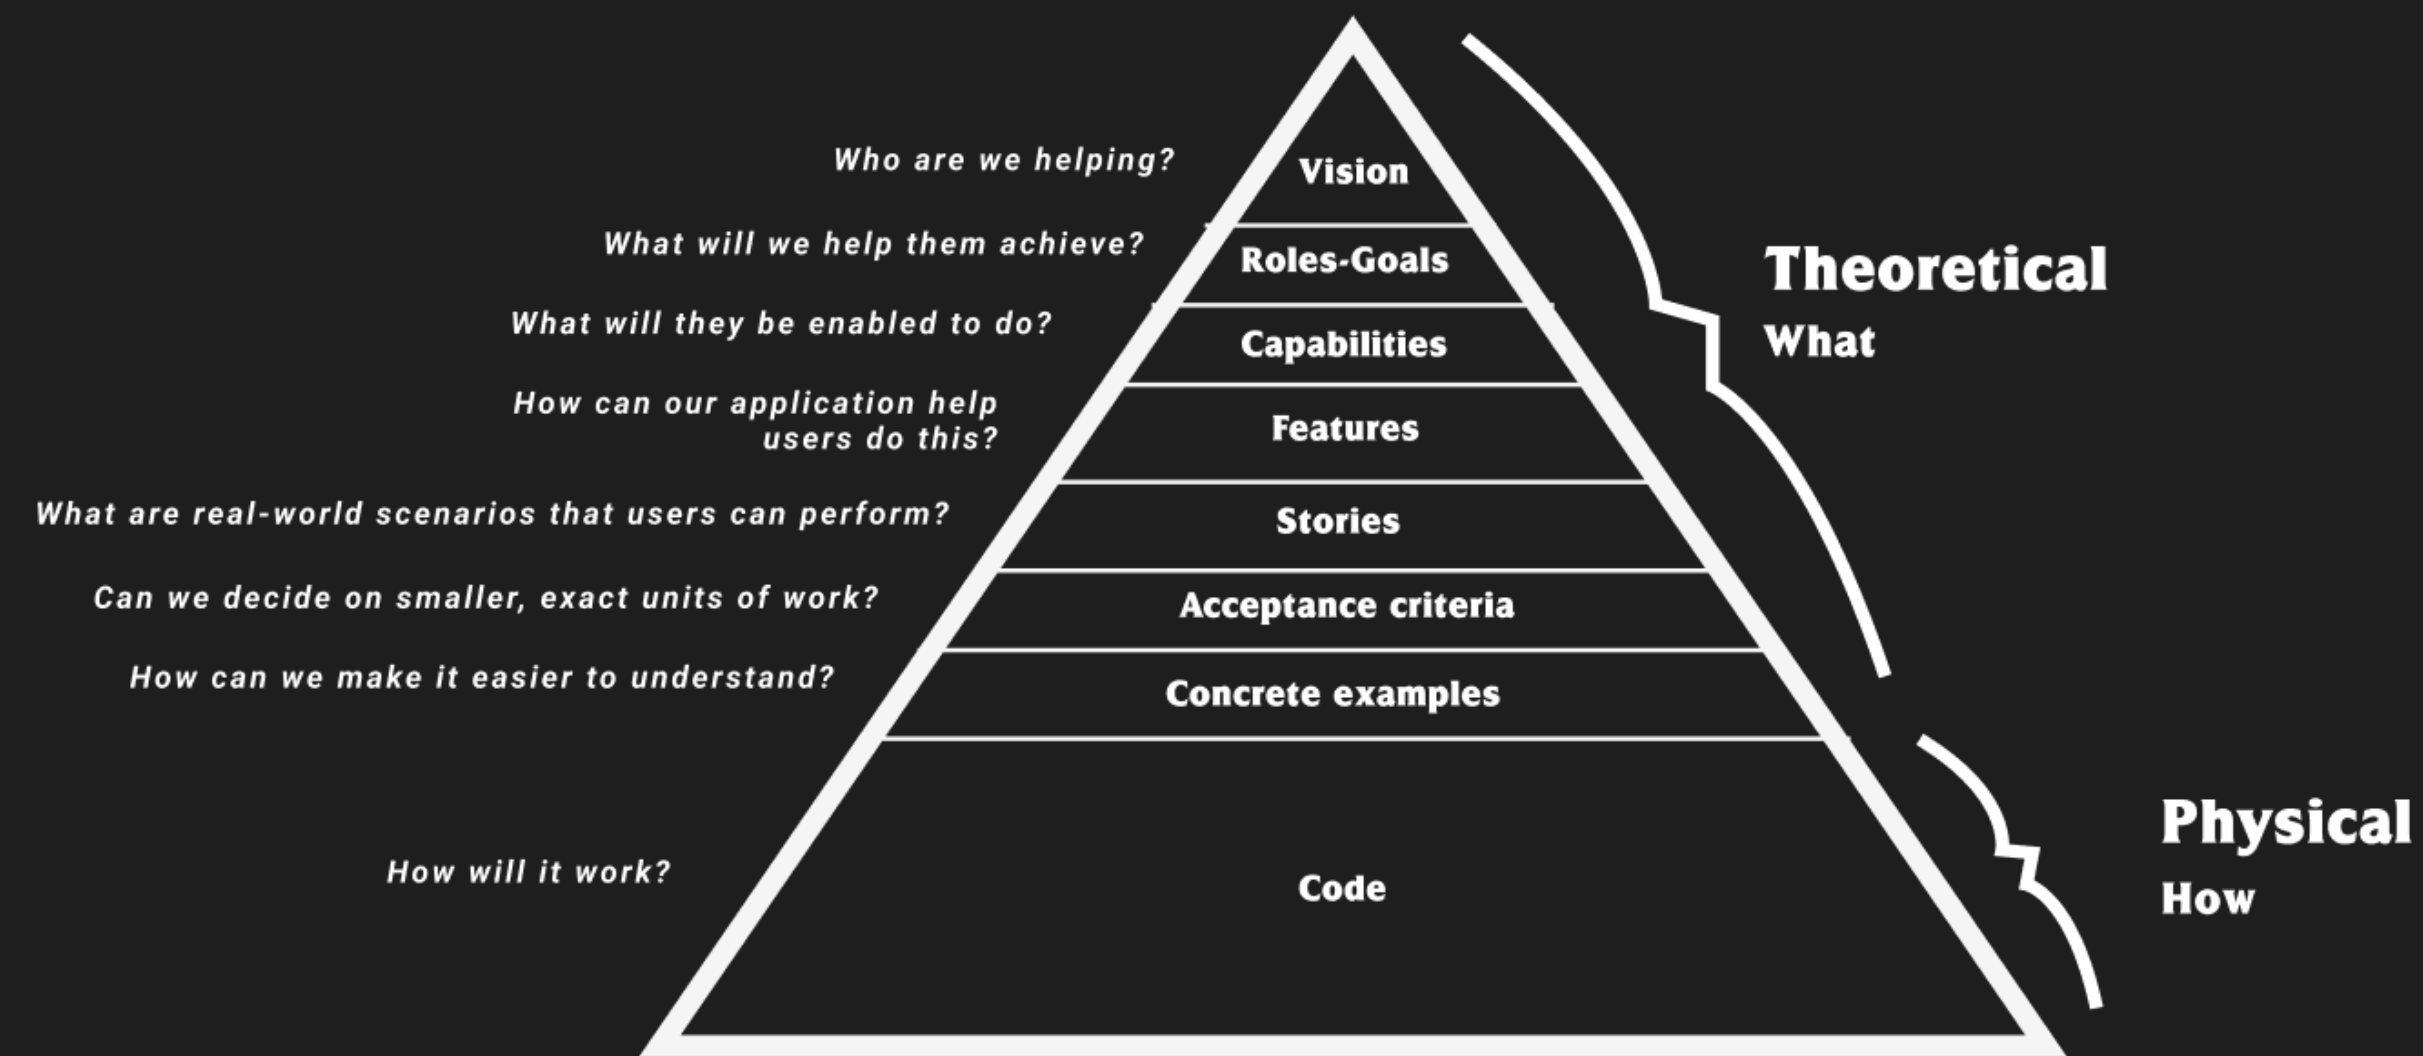 Who are we helping?
Vision
What will we help them achieve?
Roles-Goals
Theoretical
What will they be enabled to do?
Capabilities
What
How can our application help
users do this?
Features
What are real-world scenarios that users can perform?
Stories
Can we decide on smaller, exact units of work?
Acceptance criteria
How can we make it easier to understand?
Concrete examples
Physical
How will it work?
Code
How